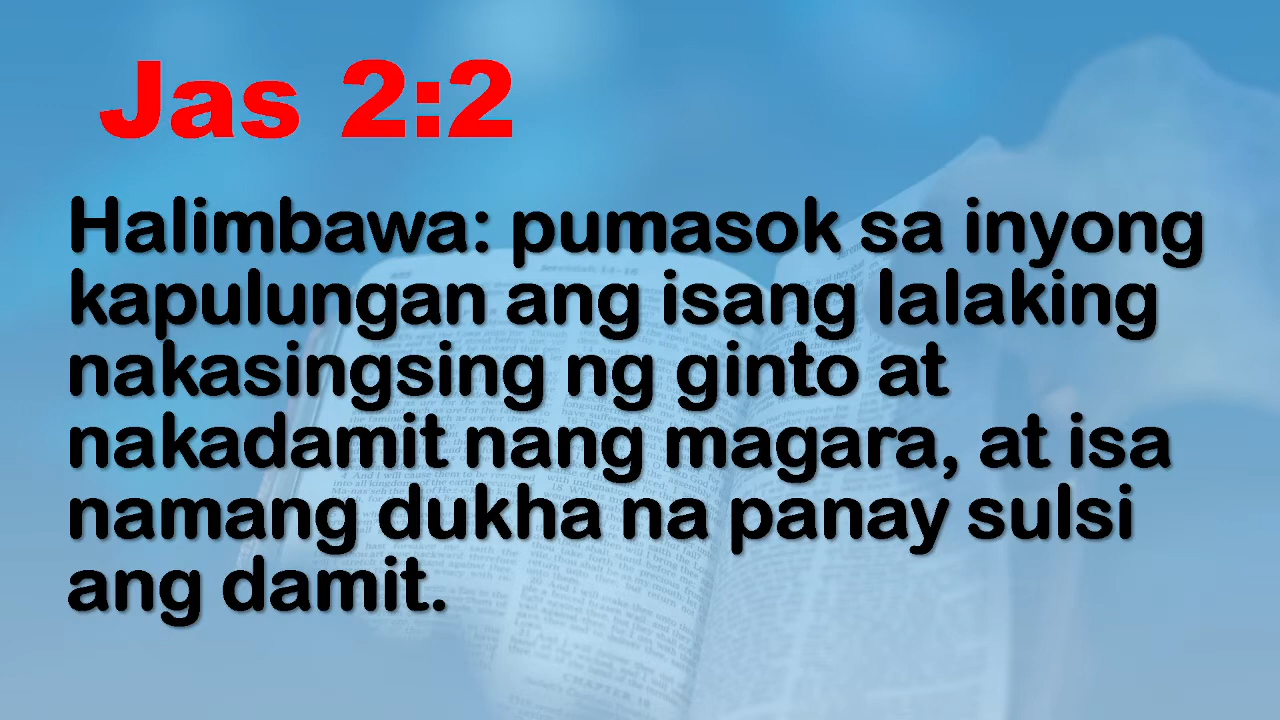 Jas 2:2
Halimbawa: pumasok sa inyong
kapulungan ang isang lalaking
nakasingsing ng ginto at
nakadamit nang magara, at isa
namang dukha na panay sulsi
ang damit.